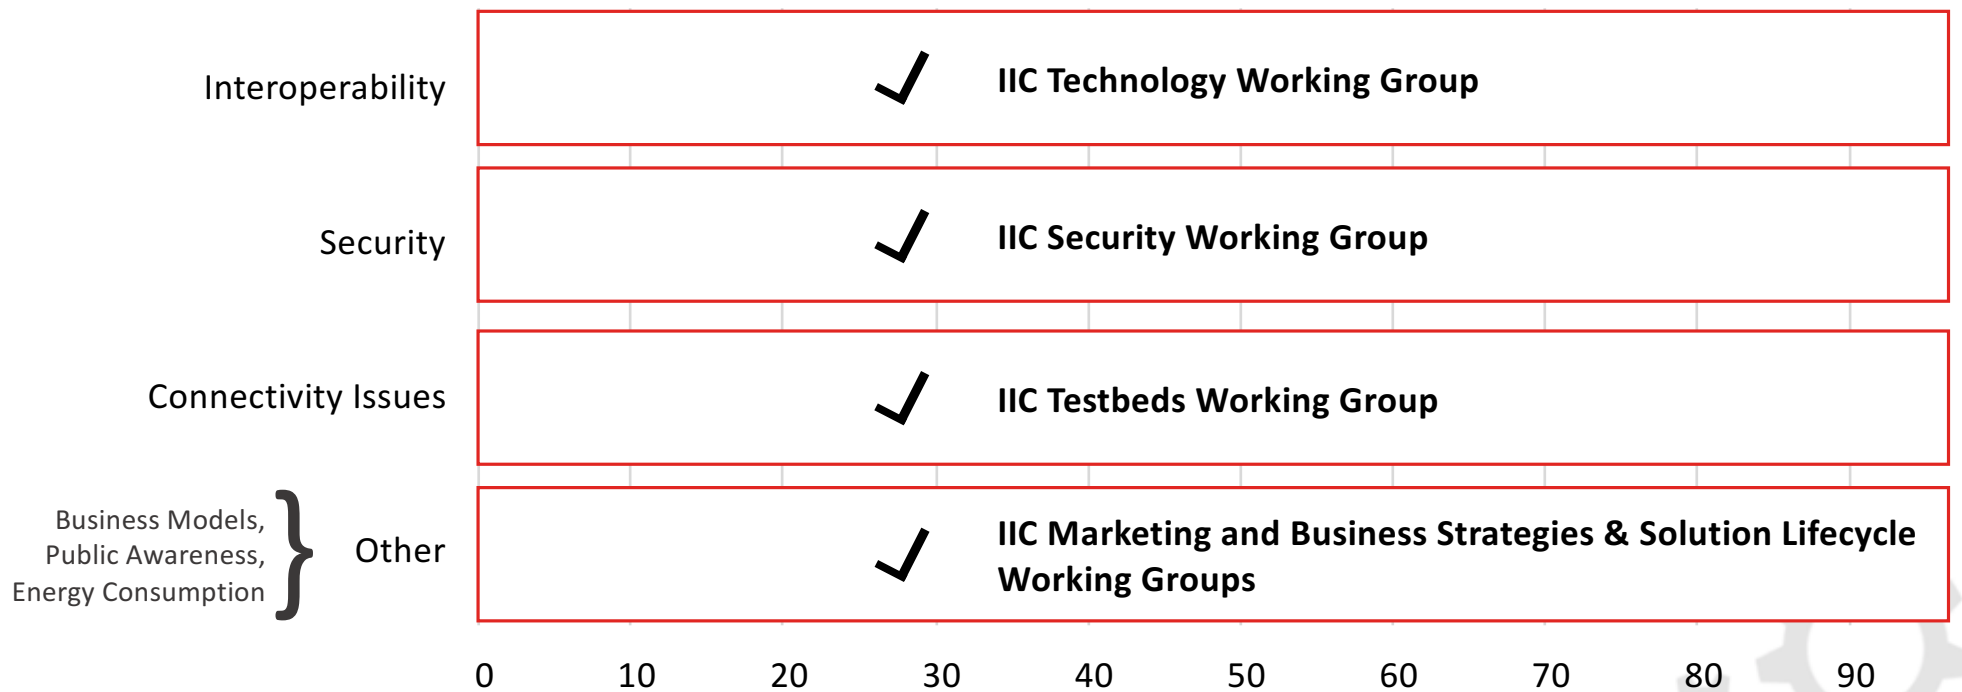 Interoperability
IIC Technology Working Group
Security
IIC Security Working Group
Connectivity Issues
IIC Testbeds Working Group
Business Models,
Public Awareness,
Energy Consumption
Other
IIC Marketing and Business Strategies & Solution Lifecycle
Working Groups
0 10 20 30 40 50 60 70 80 90